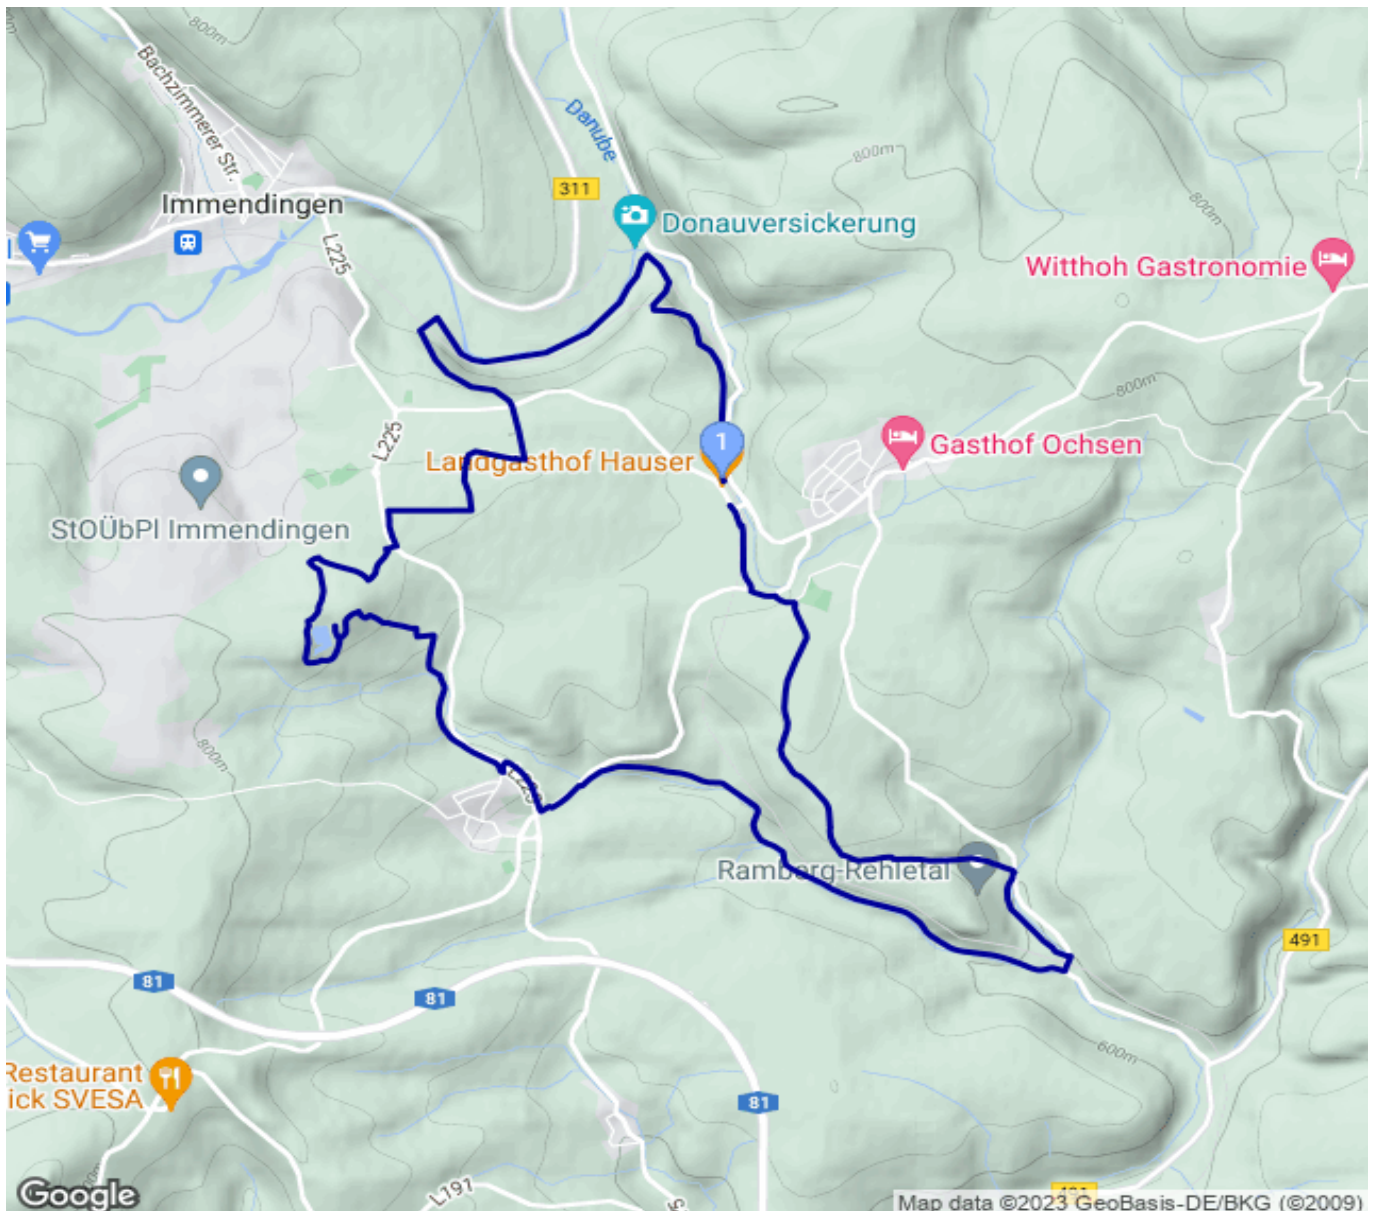 800m
Bachzimmerer Str.
Danube
800m
311
Immendingen
800m
Donauversickerung
L225
Witthoh Gastronomie
800m
L225
1
Gasthof Ochsen
Landgasthof Hauser
StOÜbPl Immendingen
800m
Ramberg-Rehletal
491
81
81
600m
Restaurant
ick SVESA
81
L191
491
Google
Map data ©2023 GeoBasis-DE/BKG (©2009)